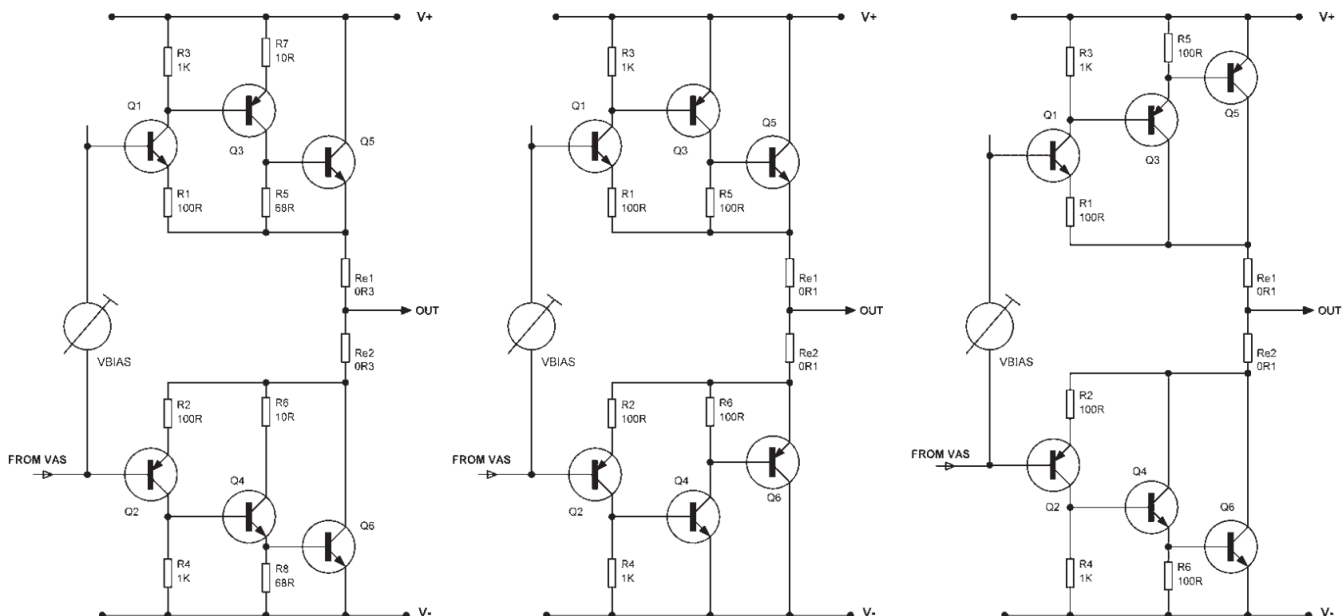 V+
R3
1K
R7
10R
Q1
Q3
Q5
R1
100R
R5
68R
Re1
0R3
OUT
VBIAS
Re2
0R3
R2
100R
R6
10R
FROM VAS
Q2
Q4
Q6
R4
1K
R8
68R
V-
V+
R3
1K
Q1
Q3
Q5
R1
100R
R5
100R
Re1
0R1
OUT
VBIAS
Re2
0R1
R2
100R
R6
100R
FROM VAS
Q2
Q4
Q6
R4
1K
V-
V+
R3
1K
R5
100R
Q1
Q3
Q5
R1
100R
Re1
0R1
OUT
VBIAS
Re2
0R1
R2
100R
FROM VAS
Q2
Q4
Q6
R4
1K
R6
100R
V-